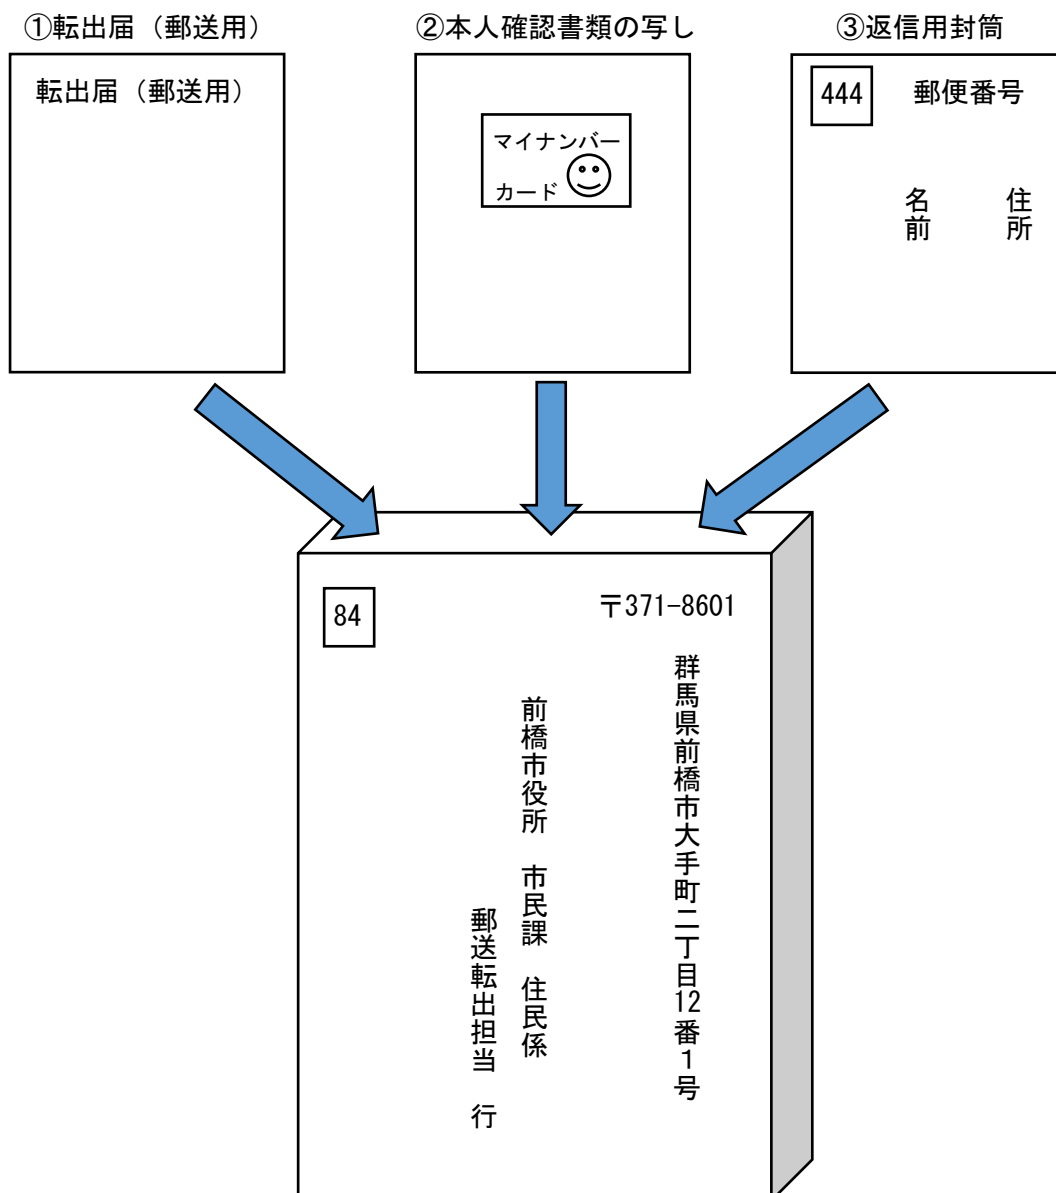 ①転出届（郵送用）
転出届（郵送用）
②本人確認書類の写し
マイナンバー
カード
③返信用封筒
444
郵便番号
住所
名前
84
〒371-8601
群馬県前橋市大手町二丁目12番1号
前橋市役所　市民課　住民係
郵送転出担当　行